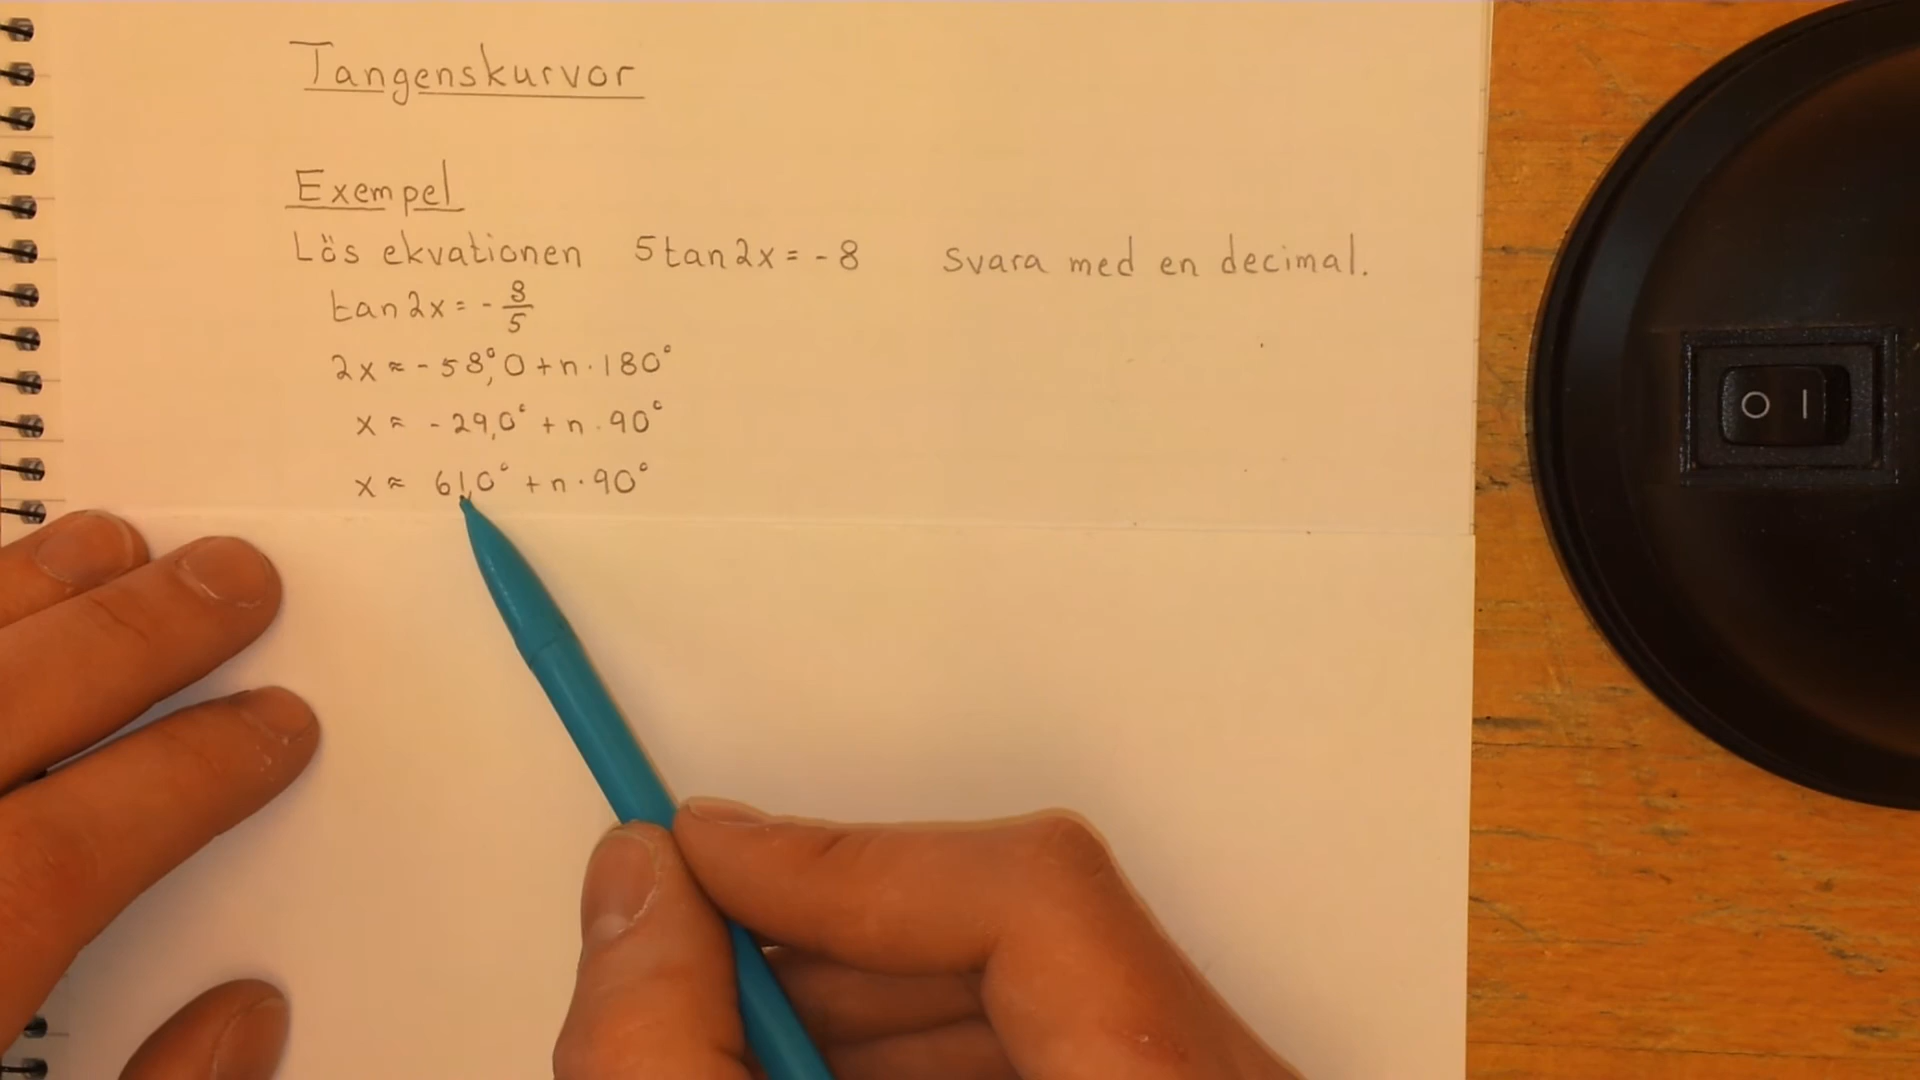 Tangenskurvor
Exempel
Lös ekvationen 5tan2x = -8 svara med en decimal.
tan2x = -8/5
2x ≈ -58,°0 + n · 180°
x ≈ -29,0° + n · 90°
x ≈ 61,0° + n · 90°
O I